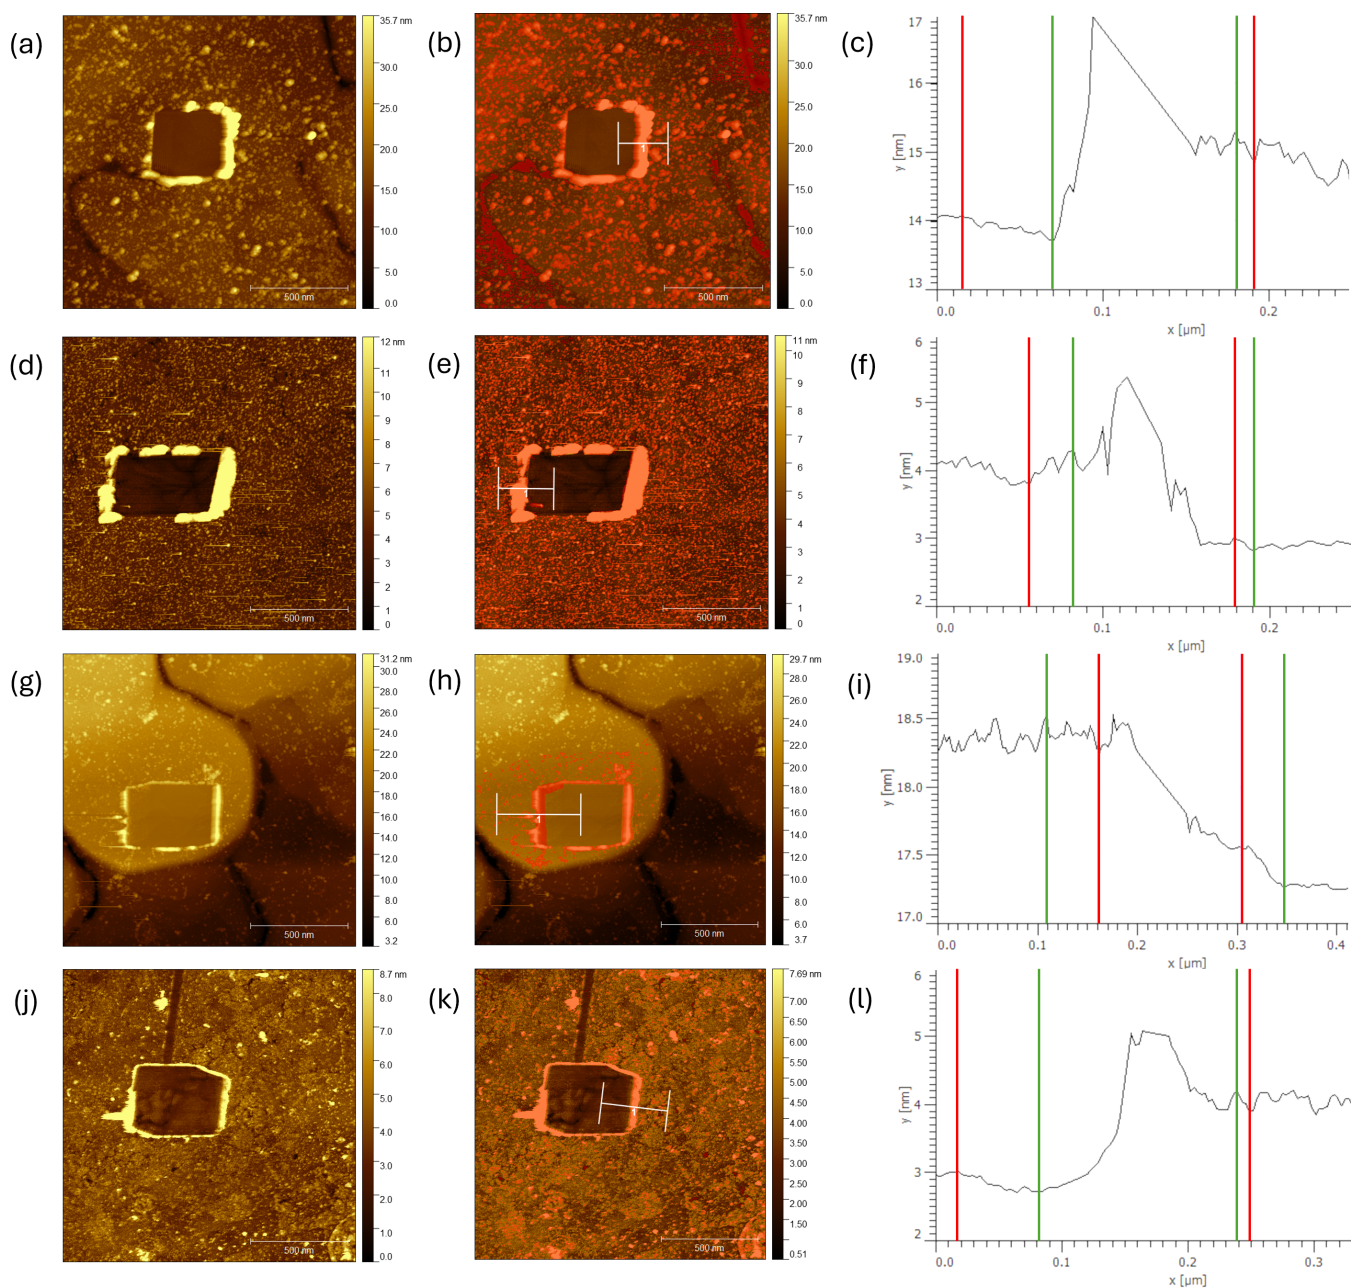 (a)
35.7 nm
30.0
25.0
20.0
15.0
10.0
5.0
0.0
500 nm
(b)
35.7 nm
30.0
25.0
20.0
15.0
10.0
5.0
0.0
1
500 nm
(c)
17
16
15
14
13
y [nm]
0.0 0.1 0.2
x [µm]
(d)
12 nm
11
10
9
8
7
6
5
4
3
2
1
0
500 nm
(e)
11 nm
10
9
8
7
6
5
4
3
2
1
0
1
500 nm
(f)
6
5
4
3
2
y [nm]
0.0 0.1 0.2
x [µm]
(g)
31.2 nm
30.0
28.0
26.0
24.0
22.0
20.0
18.0
16.0
14.0
12.0
10.0
8.0
6.0
3.2
500 nm
(h)
29.7 nm
28.0
26.0
24.0
22.0
20.0
18.0
16.0
14.0
12.0
10.0
8.0
6.0
3.7
1
500 nm
(i)
19.0
18.5
18.0
17.5
17.0
y [nm]
0.0 0.1 0.2 0.3 0.4
x [µm]
(j)
8.7 nm
8.0
7.0
6.0
5.0
4.0
3.0
2.0
1.0
0.0
500 nm
(k)
7.69 nm
7.00
6.50
6.00
5.50
5.00
4.50
4.00
3.50
3.00
2.50
2.00
1.50
0.51
1
500 nm
(l)
6
5
4
3
2
y [nm]
0.0 0.1 0.2 0.3
x [µm]